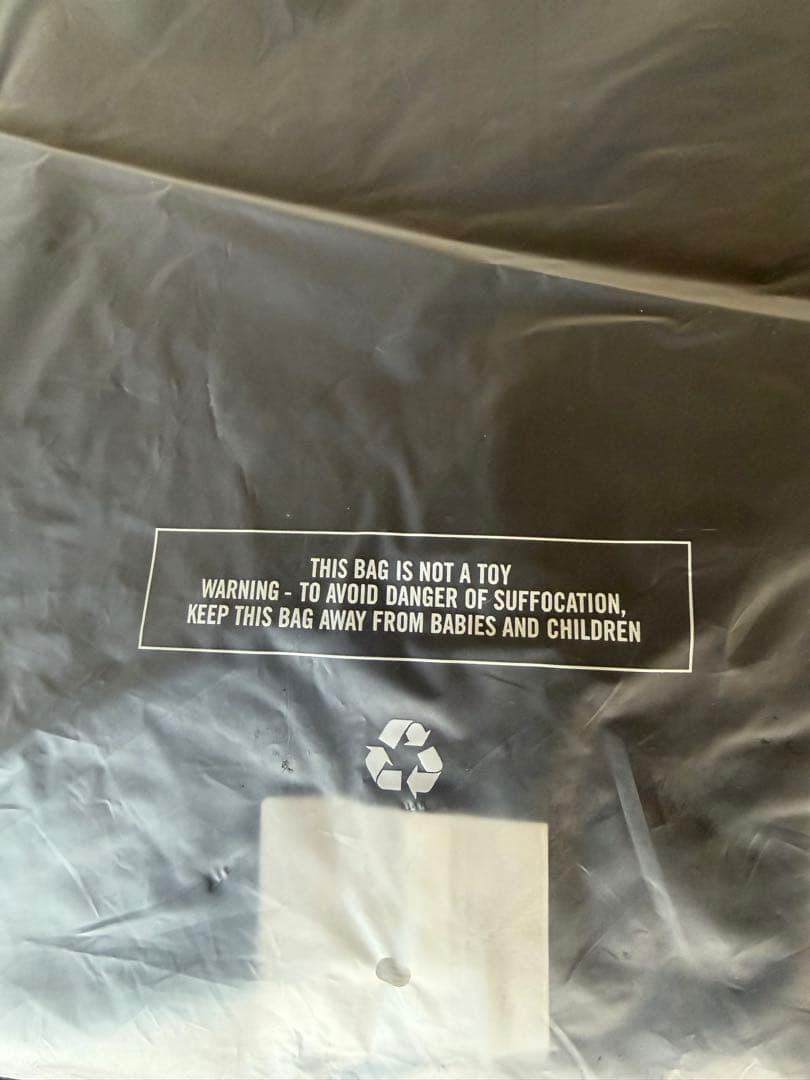 THIS BAG IS NOT A TOY
WARNING - TO AVOID DANGER OF SUFFOCATION,
KEEP THIS BAG AWAY FROM BABIES AND CHILDREN